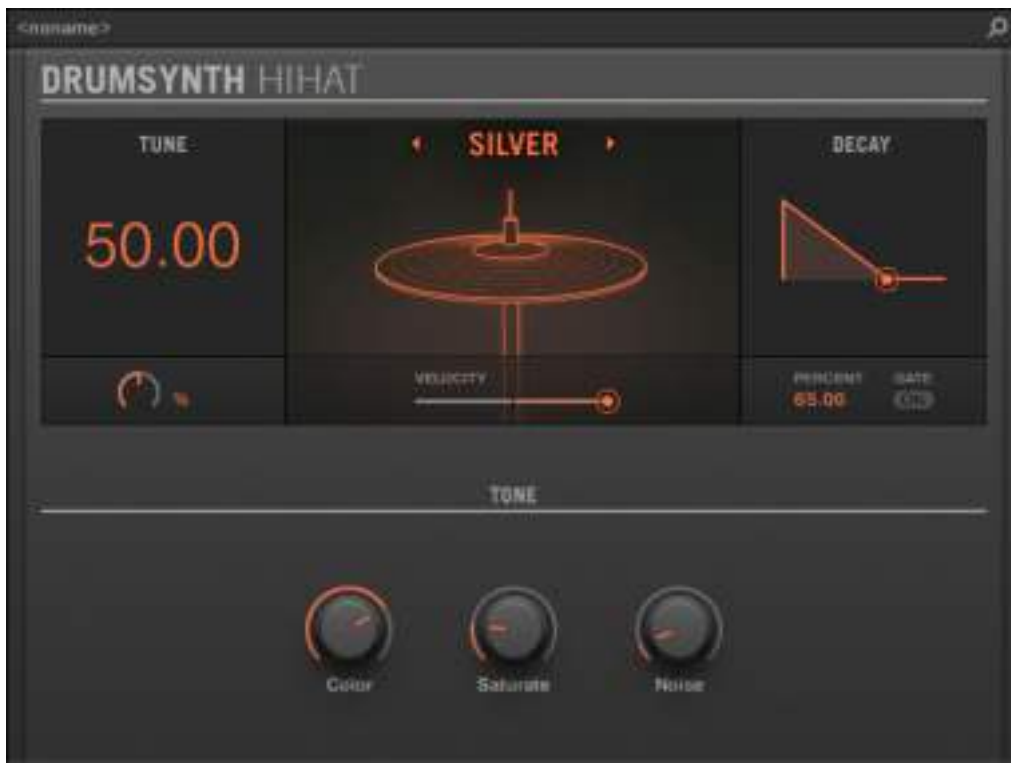 <noname>
DRUMSYNTH HIHAT
TUNE
SILVER
DECAY
50.00
%
VELOCITY
PERCENT
65.00
GATE
ON
TONE
Color
Saturate
Noise